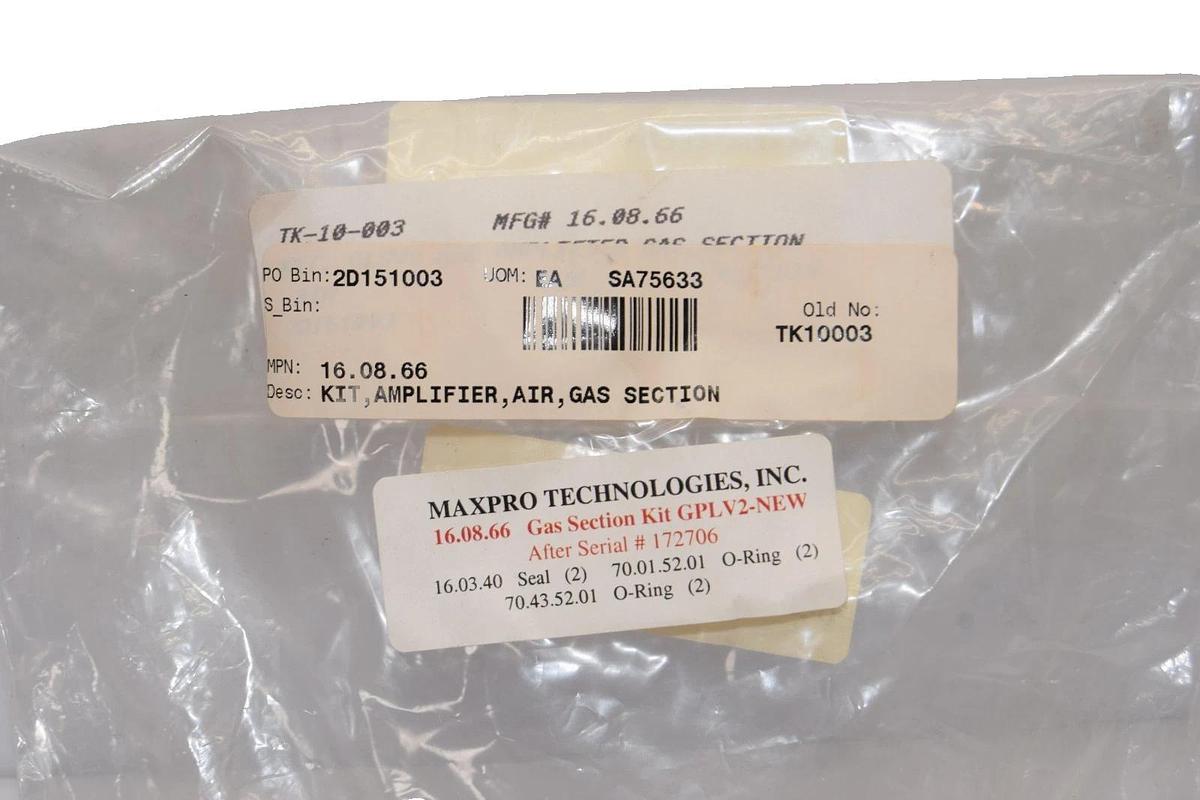 TK-10-003 MFG# 16.08.66
AMPLIFIER GAS SECTION
PO Bin: 2D151003 UOM: EA SA75633
S_Bin:
Old No:
TK10003
MPN: 16.08.66
Desc: KIT,AMPLIFIER,AIR,GAS SECTION
MAXPRO TECHNOLOGIES, INC.
16.08.66 Gas Section Kit GPLV2-NEW
After Serial # 172706
16.03.40 Seal (2) 70.01.52.01 O-Ring (2)
70.43.52.01 O-Ring (2)